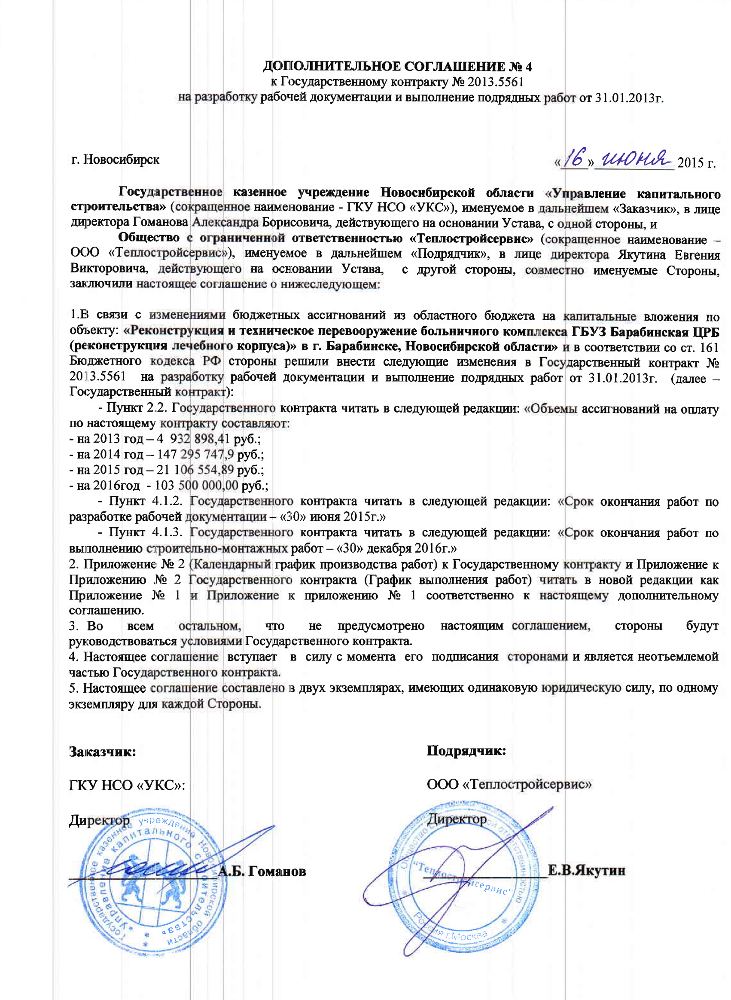 ДОПОЛНИТЕЛЬНОЕ СОГЛАШЕНИЕ № 4
к Государственному контракту № 2013.5561
на разработку рабочей документации и выполнение подрядных работ от 31.01.2013г.
г. Новосибирск «16» июня 2015 г.
Государственное казенное учреждение Новосибирской области «Управление капитального
строительства» (сокращенное наименование - ГКУ НСО «УКС»), именуемое в дальнейшем «Заказчик», в лице
директора Гоманова Александра Борисовича, действующего на основании Устава, с одной стороны, и
Общество с ограниченной ответственностью «Теплостройсервис» (сокращенное наименование –
ООО «Теплостройсервис»), именуемое в дальнейшем «Подрядчик», в лице директора Якутина Евгения
Викторовича, действующего на основании Устава, с другой стороны, совместно именуемые Стороны,
заключили настоящее соглашение о нижеследующем:
1.В связи с изменениями бюджетных ассигнований из областного бюджета на капитальные вложения по
объекту: «Реконструкция и техническое перевооружение больничного комплекса ГБУЗ Барабинская ЦРБ
(реконструкция лечебного корпуса)» в г. Барабинске, Новосибирской области» и в соответствии со ст. 161
Бюджетного кодекса РФ стороны решили внести следующие изменения в Государственный контракт №
2013.5561 на разработку рабочей документации и выполнение подрядных работ от 31.01.2013г. (далее –
Государственный контракт):
- Пункт 2.2. Государственного контракта читать в следующей редакции: «Объемы ассигнований на оплату
по настоящему контракту составляют:
- на 2013 год – 4 932 898,41 руб.;
- на 2014 год – 147 295 747,9 руб.;
- на 2015 год – 21 106 554,89 руб.;
- на 2016год - 103 500 000,00 руб.;
- Пункт 4.1.2. Государственного контракта читать в следующей редакции: «Срок окончания работ по
разработке рабочей документации – «30» июня 2015г.»
- Пункт 4.1.3. Государственного контракта читать в следующей редакции: «Срок окончания работ по
выполнению строительно-монтажных работ – «30» декабря 2016г.»
2. Приложение № 2 (Календарный график производства работ) к Государственному контракту и Приложение к
Приложению № 2 Государственного контракта (График выполнения работ) читать в новой редакции как
Приложение № 1 и Приложение к приложению № 1 соответственно к настоящему дополнительному
соглашению.
3. Во всем остальном, что не предусмотрено настоящим соглашением, стороны будут
руководствоваться условиями Государственного контракта.
4. Настоящее соглашение вступает в силу с момента его подписания сторонами и является неотъемлемой
частью Государственного контракта.
5. Настоящее соглашение составлено в двух экземплярах, имеющих одинаковую юридическую силу, по одному
экземпляру для каждой Стороны.
Заказчик: Подрядчик:
ГКУ НСО «УКС»: ООО «Теплостройсервис»
Директор Директор
А.Б. Гоманов Е.В.Якутин
Государственное казенное учреждение Новосибирской области
«Управление капитального строительства»
Общество с ограниченной ответственностью
"Теплостройсервис"
Россия г.Москва